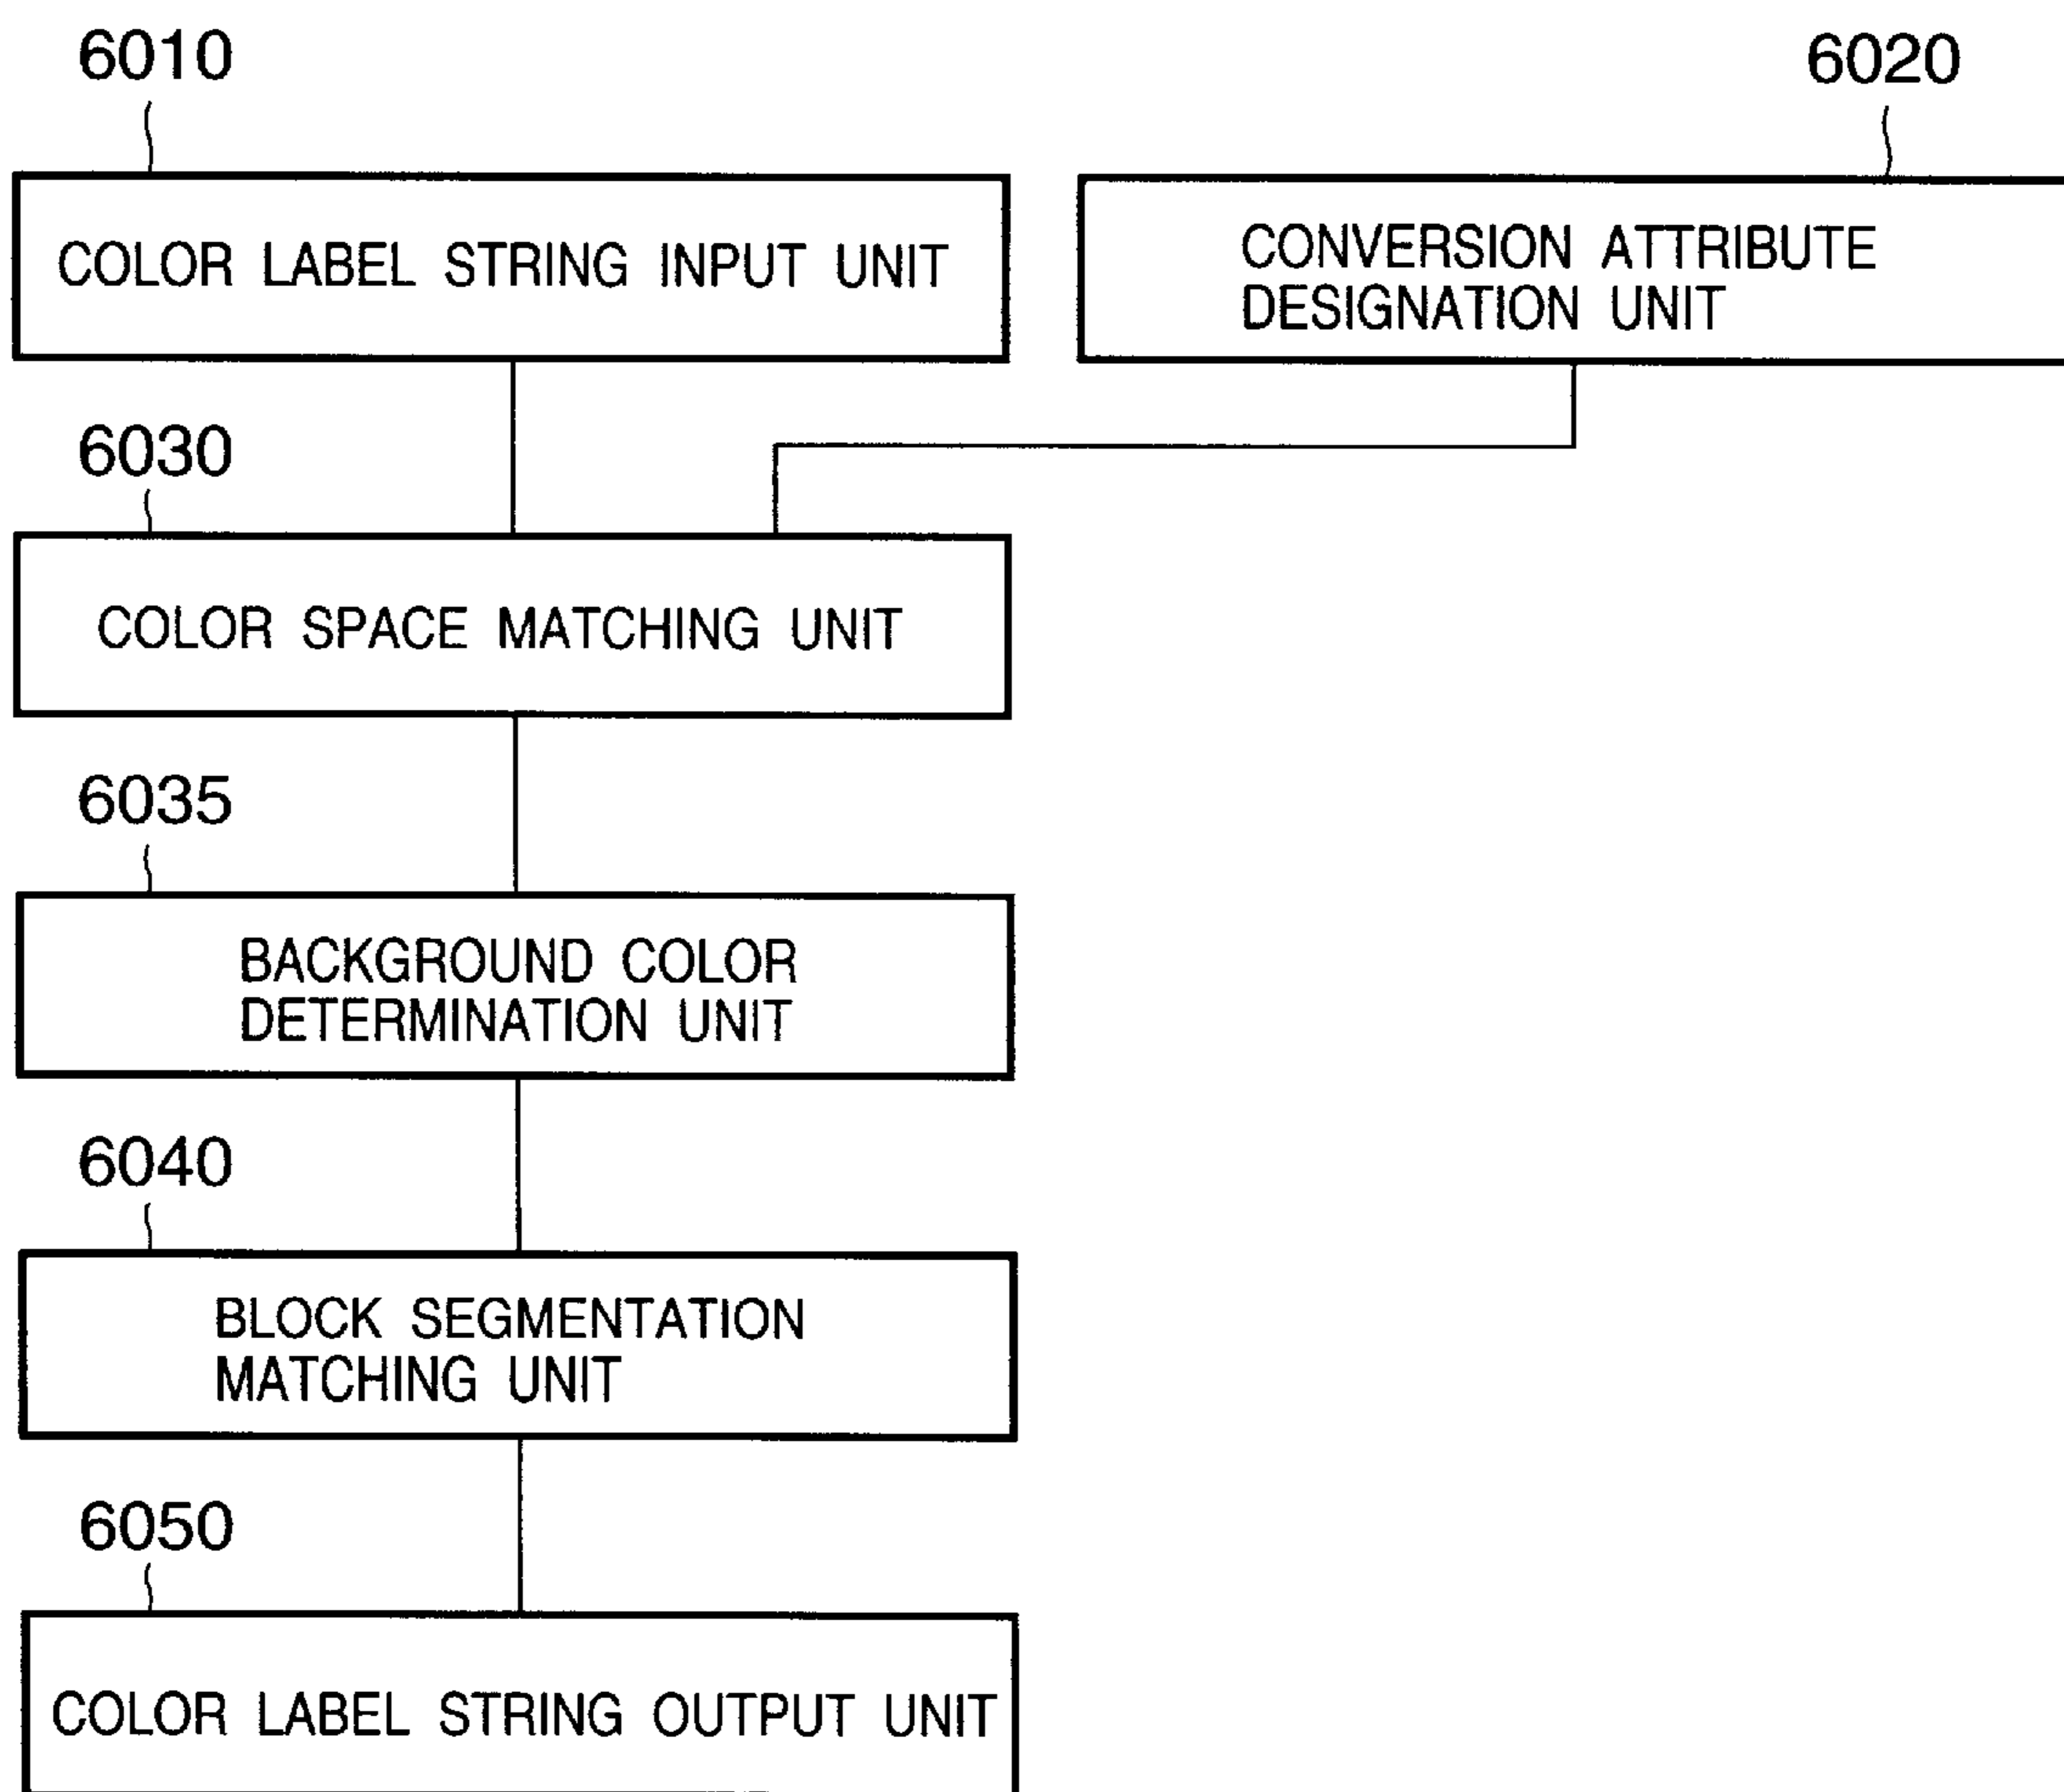 6010
6020
COLOR LABEL STRING INPUT UNIT
CONVERSION ATTRIBUTE
DESIGNATION UNIT
6030
COLOR SPACE MATCHING UNIT
6035
BACKGROUND COLOR
DETERMINATION UNIT
6040
BLOCK SEGMENTATION
MATCHING UNIT
6050
COLOR LABEL STRING OUTPUT UNIT